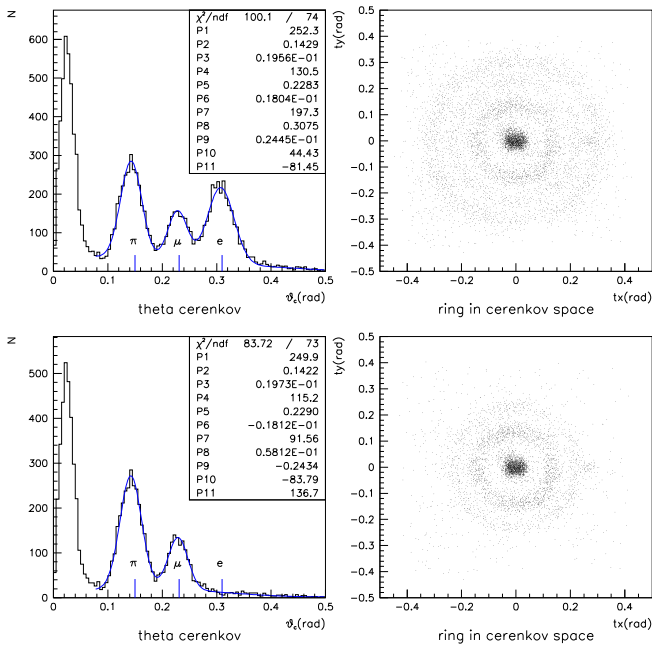 N
χ²/ndf 100.1 / 74
P1 252.3
P2 0.1429
P3 0.1956E-01
P4 130.5
P5 0.2283
P6 0.1804E-01
P7 197.3
P8 0.3075
P9 0.2445E-01
P10 44.43
P11 -81.45
600
500
400
300
200
100
0
π μ e
0 0.1 0.2 0.3 0.4 0.5
ϑc(rad)
theta cerenkov
ty(rad)
0.5
0.4
0.3
0.2
0.1
0
-0.1
-0.2
-0.3
-0.4
-0.5
-0.4 -0.2 0 0.2 0.4
tx(rad)
ring in cerenkov space
N
χ²/ndf 83.72 / 73
P1 249.9
P2 0.1422
P3 0.1973E-01
P4 115.2
P5 0.2290
P6 -0.1812E-01
P7 91.56
P8 0.5812E-01
P9 -0.2434
P10 -83.79
P11 136.7
500
400
300
200
100
0
π μ e
0 0.1 0.2 0.3 0.4 0.5
ϑc(rad)
theta cerenkov
ty(rad)
0.5
0.4
0.3
0.2
0.1
0
-0.1
-0.2
-0.3
-0.4
-0.5
-0.4 -0.2 0 0.2 0.4
tx(rad)
ring in cerenkov space